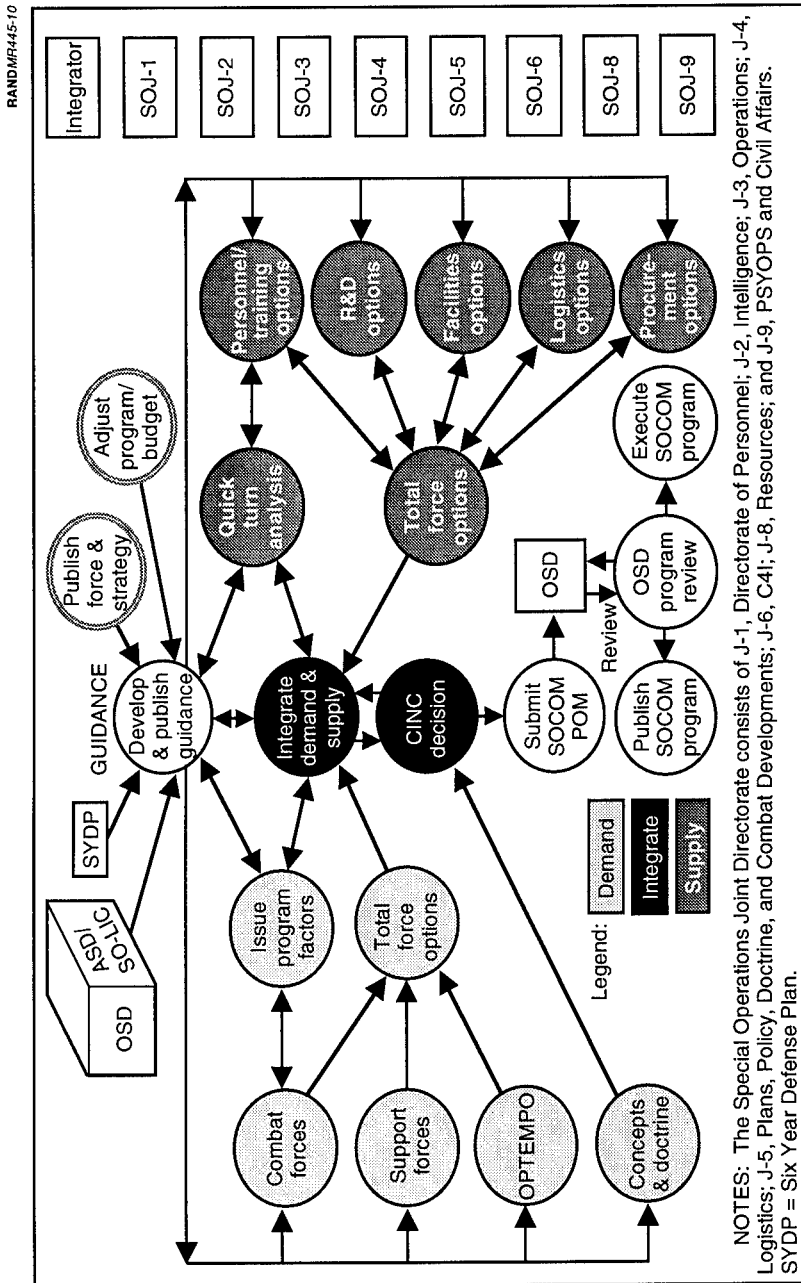 RANDMR445-10
Integrator
SOJ-1
SOJ-2
SOJ-3
SOJ-4
SOJ-5
SOJ-6
SOJ-8
SOJ-9
Publish
force &
strategy
Adjust
program/
budget
SYDP
GUIDANCE
OSD
ASD/
SO-LIC
Develop
& publish
guidance
Combat
forces
Issue
program
factors
Integrate
demand &
supply
Quick
turn
analysis
Personnel/
training
options
R&D
options
Support
forces
Total
force
options
CINC
decision
Total
force
options
Facilities
options
Logistics
options
OPTEMPO
Concepts
& doctrine
Procure-
ment
options
Submit
SOCOM
POM
OSD
Review
Publish
SOCOM
program
OSD
program
review
Execute
SOCOM
program
Legend:
Demand
Integrate
Supply
NOTES: The Special Operations Joint Directorate consists of J-1, Directorate of Personnel; J-2, Intelligence; J-3, Operations; J-4,
Logistics; J-5, Plans, Policy, Doctrine, and Combat Developments; J-6, C4I; J-8, Resources; and J-9, PSYOPS and Civil Affairs.
SYDP = Six Year Defense Plan.